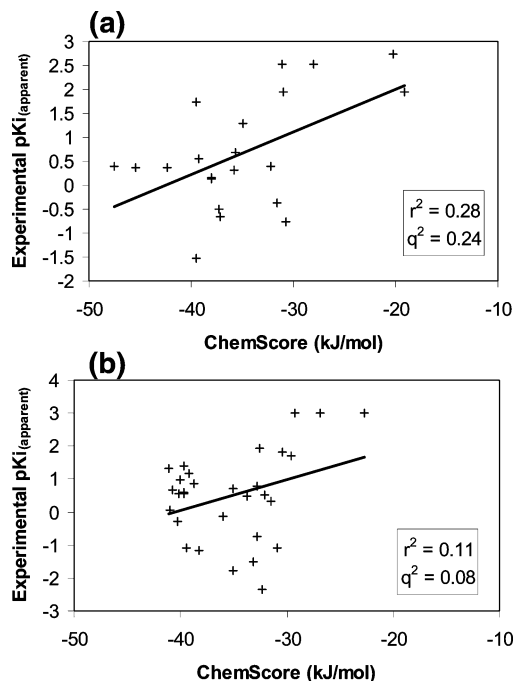 (a)
Experimental pKi(apparent)
3
2.5
2
1.5
1
0.5
0
-0.5
-1
-1.5
-2
r² = 0.28
q² = 0.24
-50 -40 -30 -20 -10
ChemScore (kJ/mol)
(b)
Experimental pKi(apparent)
4
3
2
1
0
-1
-2
-3
r² = 0.11
q² = 0.08
-50 -40 -30 -20 -10
ChemScore (kJ/mol)